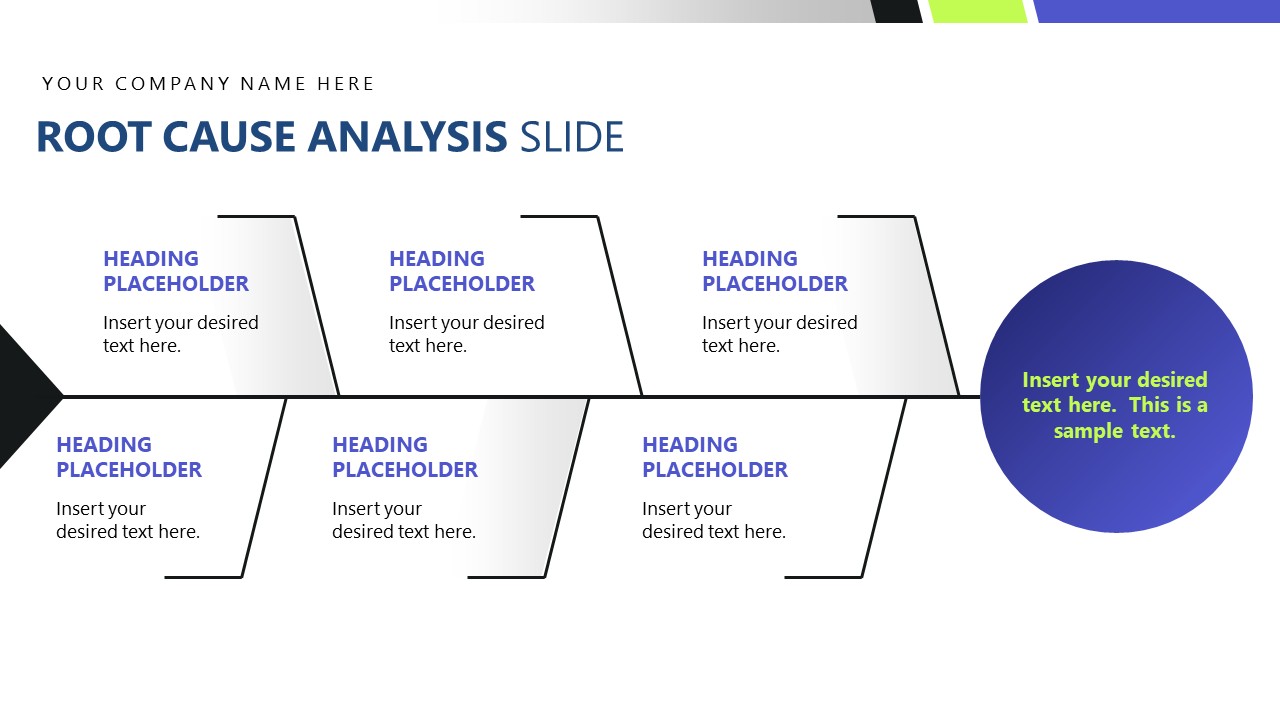 YOUR COMPANY NAME HERE
ROOT CAUSE ANALYSIS SLIDE
HEADING
PLACEHOLDER
Insert your desired
text here.
HEADING
PLACEHOLDER
Insert your desired
text here.
HEADING
PLACEHOLDER
Insert your desired
text here.
HEADING
PLACEHOLDER
Insert your
desired text here.
HEADING
PLACEHOLDER
Insert your
desired text here.
HEADING
PLACEHOLDER
Insert your
desired text here.
Insert your desired
text here.  This is a
sample text.